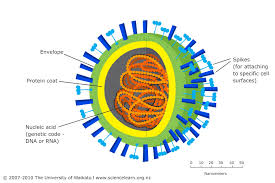 Envelope
Protein coat
Nucleic acid
(genetic code -
DNA or RNA)
Spikes
(for attaching
to specific cell
surfaces)
0 10 20 30 40 50
Nanometers
© 2007-2010 The University of Waikato I www.sciencelearn.org.nz